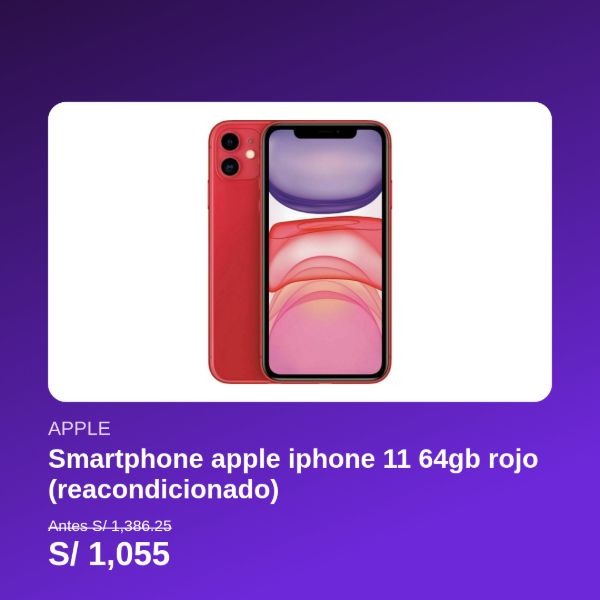 APPLE
Smartphone apple iphone 11 64gb rojo
(reacondicionado)
Antes S/ 1,386.25
S/ 1,055